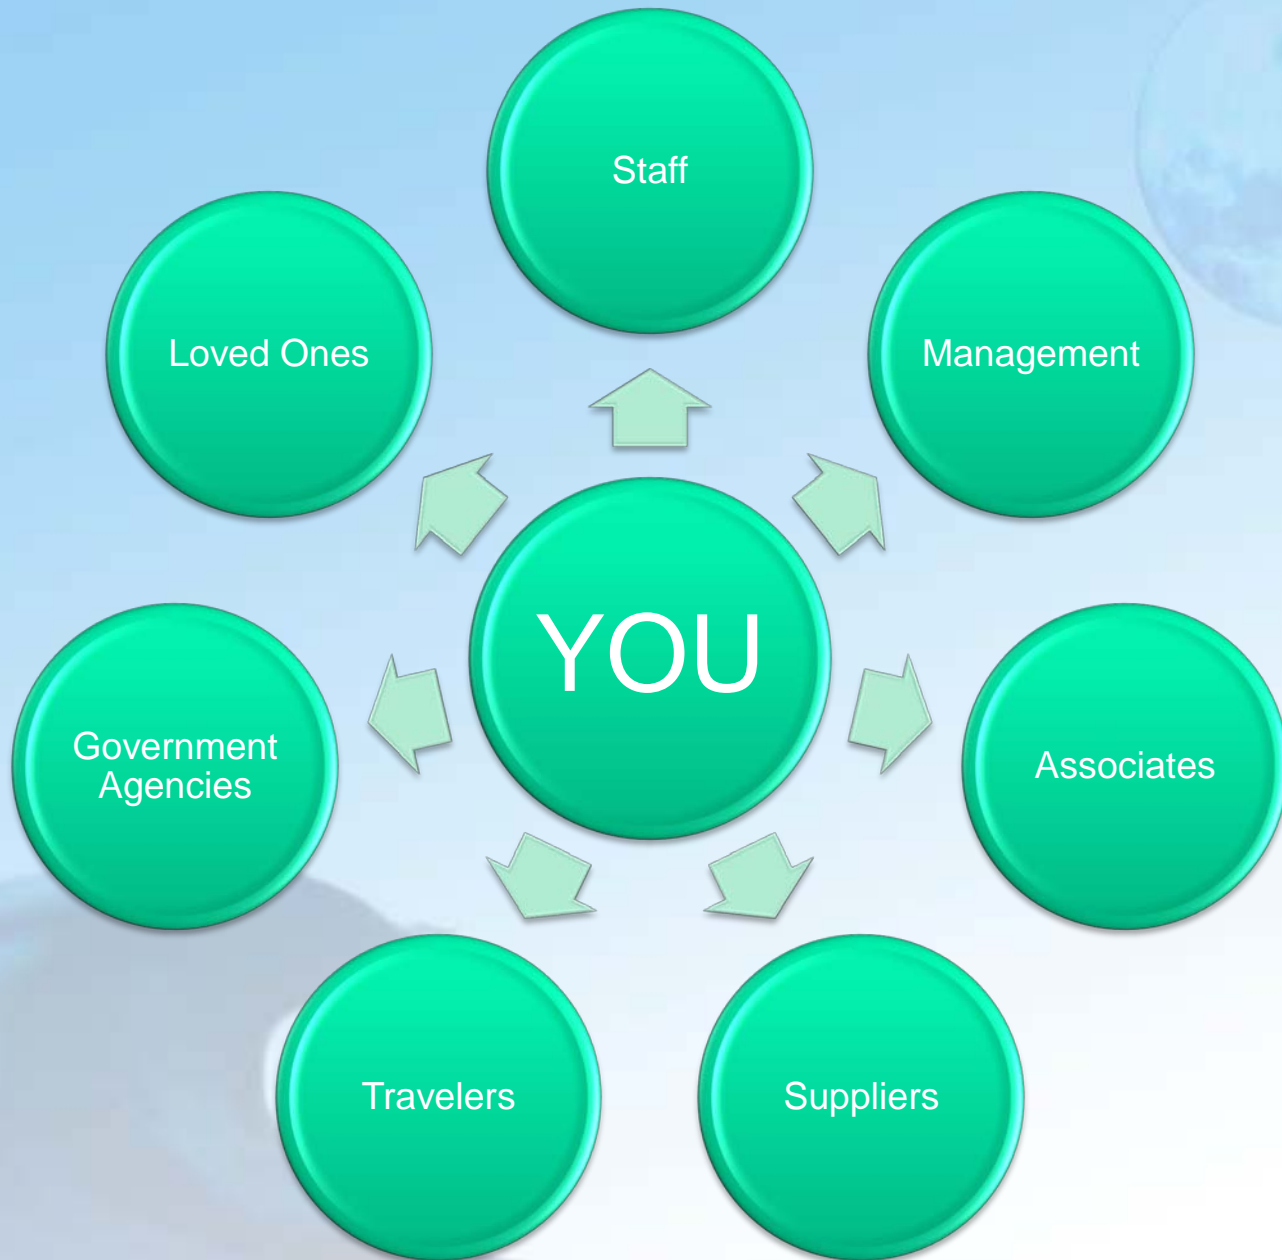 Staff
Loved Ones
Management
YOU
Government
Agencies
Associates
Travelers
Suppliers